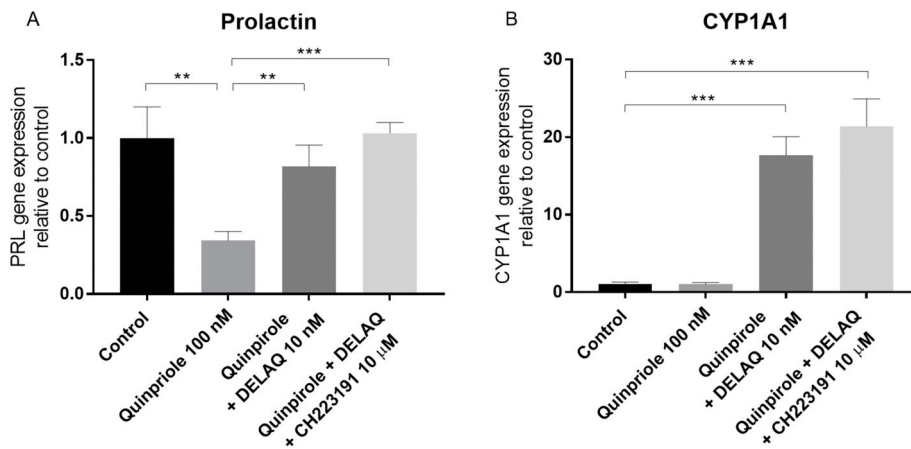 A
Prolactin
PRL gene expression
relative to control
1.5
1.0
0.5
0.0
**
**
***
Control
Quinpriole 100 nM
Quinpirole
+ DELAQ 10 nM
Quinpirole + DELAQ
+ CH223191 10 μM
B
CYP1A1
CYP1A1 gene expression
relative to control
30
20
10
0
***
***
Control
Quinpriole 100 nM
Quinpirole
+ DELAQ 10 nM
Quinpirole + DELAQ
+ CH223191 10 μM